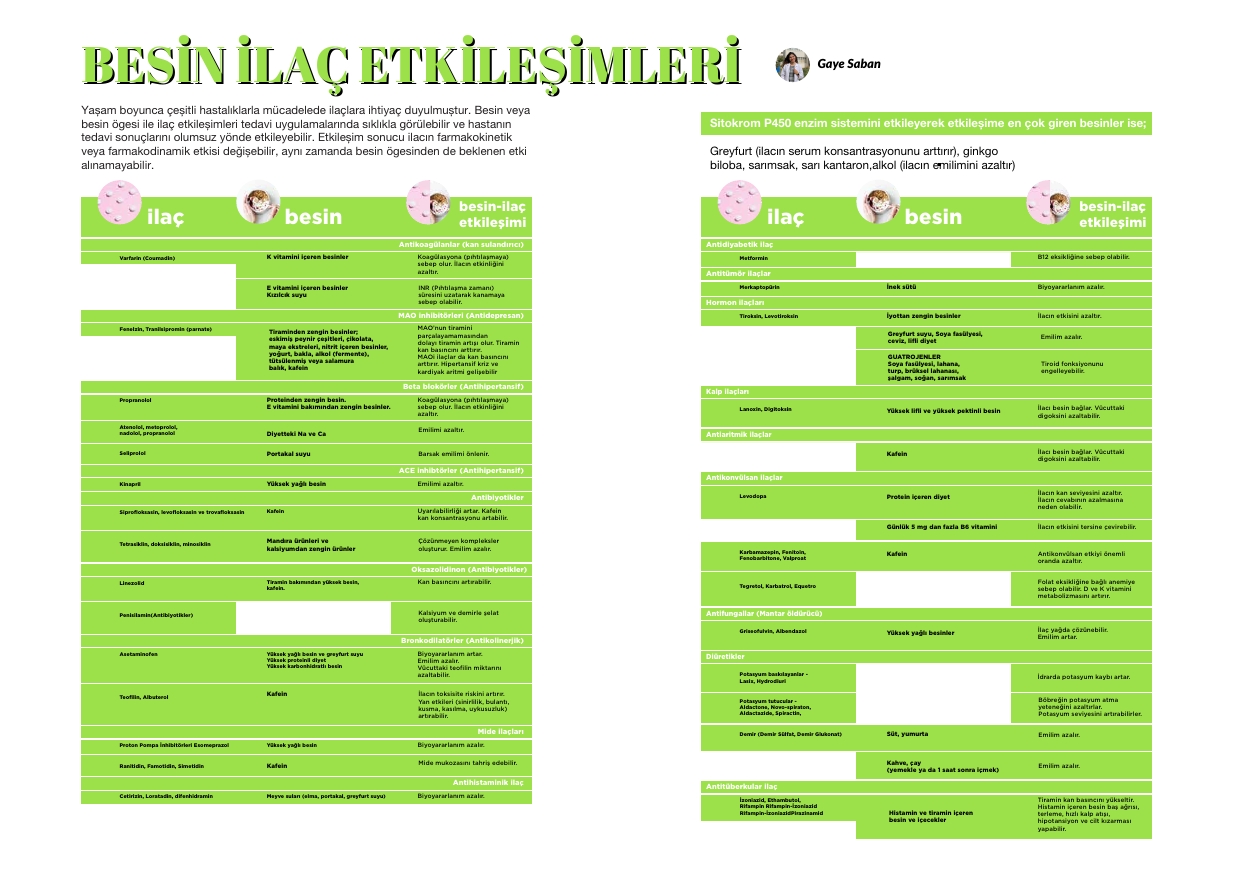 BESİN İLAÇ ETKİLEŞİMLERİ
Gaye Saban
Yaşam boyunca çeşitli hastalıklarla mücadelede ilaçlara ihtiyaç duyulmuştur. Besin veya
besin ögesi ile ilaç etkileşimleri tedavi uygulamalarında sıklıkla görülebilir ve hastanın
tedavi sonuçlarını olumsuz yönde etkileyebilir. Etkileşim sonucu ilacın farmakokinetik
veya farmakodinamik etkisi değişebilir, aynı zamanda besin ögesinden de beklenen etki
alınamayabilir.
ilaç
besin
besin-ilaç
etkileşimi
Antikoagülanlar (kan sulandırıcı)
Varfarin (Coumadin)
K vitamini içeren besinler
Koagülasyona (pıhtılaşmaya)
sebep olur. İlacın etkinliğini
azaltır.
E vitamini içeren besinler
Kızılcık suyu
INR (Pıhtılaşma zamanı)
süresini uzatarak kanamaya
sebep olabilir.
MAO İnhibitörleri (Antidepresan)
Fenelzin, Tranilsipromin (parnate)
Tiraminden zengin besinler;
eskimiş peynir çeşitleri, çikolata,
maya ekstreleri, nitrit içeren besinler,
yoğurt, bakla, alkol (fermente),
tütsülenmiş veya salamura
balık, kafein
MAO'nun tiramini
parçalayamamasından
dolayı tiramin artışı olur. Tiramin
kan basıncını arttırır.
MAOi ilaçlar da kan basıncını
arttırır. Hipertansif kriz ve
kardiyak aritmi gelişebilir
Beta blokörler (Antihipertansif)
Propranolol
Proteinden zengin besin.
E vitamini bakımından zengin besinler.
Koagülasyona (pıhtılaşmaya)
sebep olur. İlacın etkinliğini
azaltır.
Atenolol, metoprolol,
nadolol, propranolol
Diyetteki Na ve Ca
Emilimi azaltır.
Seliprolol
Portakal suyu
Barsak emilimi önlenir.
ACE inhibtörler (Antihipertansif)
Kinapril
Yüksek yağlı besin
Emilimi azaltır.
Antibiyotikler
Siprofloksasin, levofloksasin ve trovafloksasin
Kafein
Uyarılabilirliği artar. Kafein
kan konsantrasyonu artabilir.
Tetrasiklin, doksisiklin, minosiklin
Mandıra ürünleri ve
kalsiyumdan zengin ürünler
Çözünmeyen kompleksler
oluşturur. Emilim azalır.
Oksazolidinon (Antibiyotikler)
Linezolid
Tiramin bakımından yüksek besin,
kafein.
Kan basıncını artırabilir.
Penisilamin(Antibiyotikler)
Kalsiyum ve demirle şelat
oluşturabilir.
Bronkodilatörler (Antikolinerjik)
Asetaminofen
Yüksek yağlı besin ve greyfurt suyu
Yüksek proteinli diyet
Yüksek karbonhidratlı besin
Biyoyararlanım artar.
Emilim azalır.
Vücuttaki teofilin miktarını
azaltabilir.
Teofilin, Albuterol
Kafein
İlacın toksisite riskini artırır.
Yan etkileri (sinirlilik, bulantı,
kusma, kasılma, uykusuzluk)
artırabilir.
Mide ilaçları
Proton Pompa İnhibitörleri Esomeprazol
Yüksek yağlı besin
Biyoyararlanım azalır.
Ranitidin, Famotidin, Simetidin
Kafein
Mide mukozasını tahriş edebilir.
Antihistaminik ilaç
Cetirizin, Loratadin, difenhidramin
Meyve suları (elma, portakal, greyfurt suyu)
Biyoyararlanım azalır.
Sitokrom P450 enzim sistemini etkileyerek etkileşime en çok giren besinler ise;
Greyfurt (ilacın serum konsantrasyonunu arttırır), ginkgo
biloba, sarımsak, sarı kantaron,alkol (ilacın emilimini azaltır)
ilaç
besin
besin-ilaç
etkileşimi
Antidiyabetik ilaç
Metformin
B12 eksikliğine sebep olabilir.
Antitümör ilaçlar
Merkaptopürin
İnek sütü
Biyoyararlanım azalır.
Hormon ilaçları
Tiroksin, Levotiroksin
İyottan zengin besinler
İlacın etkisini azaltır.
Greyfurt suyu, Soya fasülyesi,
ceviz, lifli diyet
Emilim azalır.
GUATROJENLER
Soya fasülyesi, lahana,
turp, brüksel lahanası,
şalgam, soğan, sarımsak
Tiroid fonksiyonunu
engelleyebilir.
Kalp ilaçları
Lanoxin, Digitoksin
Yüksek lifli ve yüksek pektinli besin
İlacı besin bağlar. Vücuttaki
digoksini azaltabilir.
Antiaritmik ilaçlar
Kafein
İlacı besin bağlar. Vücuttaki
digoksini azaltabilir.
Antikonvülsan ilaçlar
Levodopa
Protein içeren diyet
İlacın kan seviyesini azaltır.
İlacın cevabının azalmasına
neden olabilir.
Günlük 5 mg dan fazla B6 vitamini
İlacın etkisini tersine çevirebilir.
Karbamazepin, Fenitoin,
Fenobarbitone, Valproat
Kafein
Antikonvülsan etkiyi önemli
oranda azaltır.
Tegretol, Karbatrol, Equetro
Folat eksikliğine bağlı anemiye
sebep olabilir. D ve K vitamini
metabolizmasını artırır.
Antifungallar (Mantar öldürücü)
Griseofulvin, Albendazol
Yüksek yağlı besinler
İlaç yağda çözünebilir.
Emilim artar.
Diüretikler
Potasyum baskılayanlar -
Lasix, Hydrodiuri
İdrarda potasyum kaybı artar.
Potasyum tutucular -
Aldactone, Novo-spiraton,
Aldactazide, Spiractin,
Böbreğin potasyum atma
yeteneğini azaltırlar.
Potasyum seviyesini artırabilirler.
Demir (Demir Sülfat, Demir Glukonat)
Süt, yumurta
Emilim azalır.
Kahve, çay
(yemekle ya da 1 saat sonra içmek)
Emilim azalır.
Antitüberkular ilaç
İzoniazid, Ethambutol,
Rifampin Rifampin-İzoniazid
Rifampin-İzoniazidPirazinamid
Histamin ve tiramin içeren
besin ve içecekler
Tiramin kan basıncını yükseltir.
Histamin içeren besin baş ağrısı,
terleme, hızlı kalp atışı,
hipotansiyon ve cilt kızarması
yapabilir.